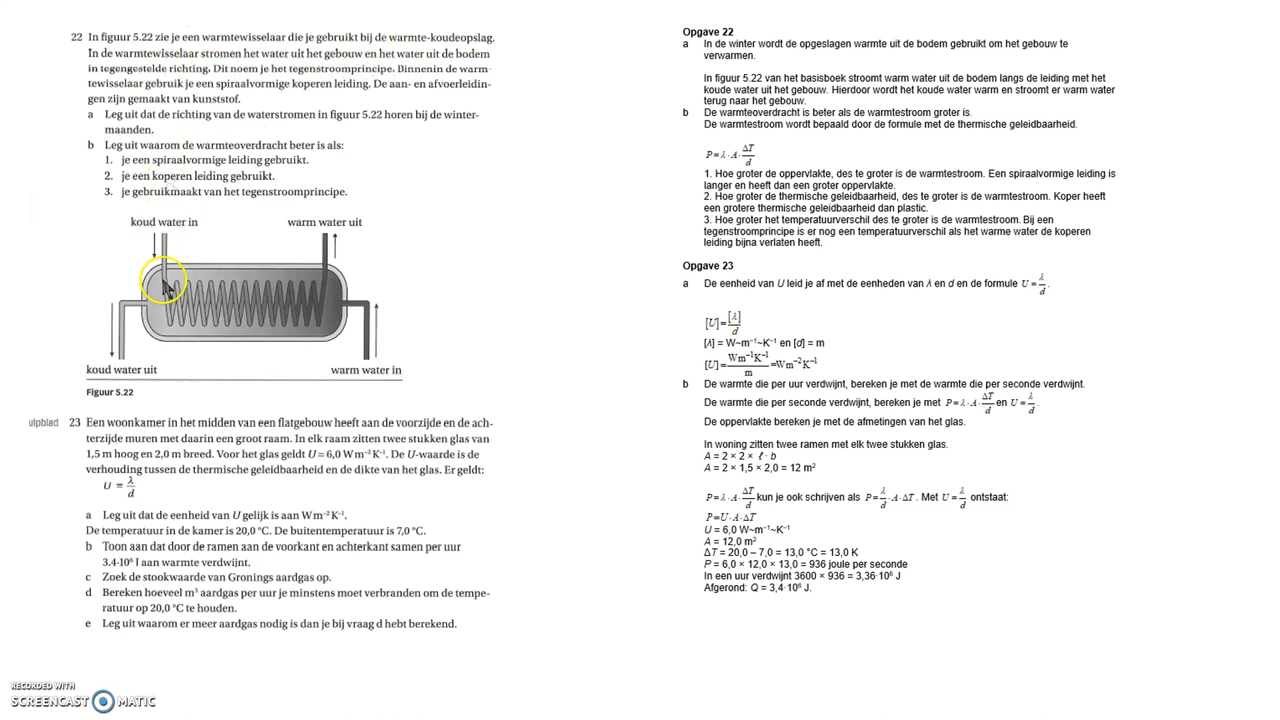 22 In figuur 5.22 zie je een warmtewisselaar die je gebruikt bij de warmte-koudeopslag.
In de warmtewisselaar stromen het water uit het gebouw en het water uit de bodem
in tegengestelde richting. Dit noem je het tegenstroomprincipe. Binnenin de warm-
tewisselaar gebruik je een spiraalvormige koperen leiding. De aan- en afvoerleidin-
gen zijn gemaakt van kunststof.
a Leg uit dat de richting van de waterstromen in figuur 5.22 horen bij de winter-
maanden.
b Leg uit waarom de warmteoverdracht beter is als:
1. je een spiraalvormige leiding gebruikt.
2. je een koperen leiding gebruikt.
3. je gebruikmaakt van het tegenstroomprincipe.
koud water in warm water uit
koud water uit warm water in
Figuur 5.22
ulpblad 23 Een woonkamer in het midden van een flatgebouw heeft aan de voorzijde en de ach-
terzijde muren met daarin een groot raam. In elk raam zitten twee stukken glas van
1,5 m hoog en 2,0 m breed. Voor het glas geldt U = 6,0 W m⁻² K⁻¹. De U-waarde is de
verhouding tussen de thermische geleidbaarheid en de dikte van het glas. Er geldt:
U = λ/d
a Leg uit dat de eenheid van U gelijk is aan W m⁻² K⁻¹.
De temperatuur in de kamer is 20,0 °C. De buitentemperatuur is 7,0 °C.
b Toon aan dat door de ramen aan de voorkant en achterkant samen per uur
3.4·10⁶ J aan warmte verdwijnt.
c Zoek de stookwaarde van Gronings aardgas op.
d Bereken hoeveel m³ aardgas per uur je minstens moet verbranden om de tempe-
ratuur op 20,0 °C te houden.
e Leg uit waarom er meer aardgas nodig is dan je bij vraag d hebt berekend.
RECORDED WITH
SCREENCAST MATIC
Opgave 22
a In de winter wordt de opgeslagen warmte uit de bodem gebruikt om het gebouw te
verwarmen.
In figuur 5.22 van het basisboek stroomt warm water uit de bodem langs de leiding met het
koude water uit het gebouw. Hierdoor wordt het koude water warm en stroomt er warm water
terug naar het gebouw.
b De warmteoverdracht is beter als de warmtestroom groter is.
De warmtestroom wordt bepaald door de formule met de thermische geleidbaarheid.
P = λ · A · ΔT/d
1. Hoe groter de oppervlakte, des te groter is de warmtestroom. Een spiraalvormige leiding is
langer en heeft dan een groter oppervlakte.
2. Hoe groter de thermische geleidbaarheid, des te groter is de warmtestroom. Koper heeft
een grotere thermische geleidbaarheid dan plastic.
3. Hoe groter het temperatuurverschil des te groter is de warmtestroom. Bij een
tegenstroomprincipe is er nog een temperatuurverschil als het warme water de koperen
leiding bijna verlaten heeft.
Opgave 23
a De eenheid van U leid je af met de eenheden van λ en d en de formule U = λ/d.
[U] = [λ]/d
[λ] = W~m⁻¹~K⁻¹ en [d] = m
[U] = Wm⁻¹K⁻¹/m = Wm⁻²K⁻¹
b De warmte die per uur verdwijnt, bereken je met de warmte die per seconde verdwijnt.
De warmte die per seconde verdwijnt, bereken je met P = λ · A · ΔT/d en U = λ/d.
De oppervlakte bereken je met de afmetingen van het glas.
In woning zitten twee ramen met elk twee stukken glas.
A = 2 × 2 × ℓ · b
A = 2 × 1,5 × 2,0 = 12 m²
P = λ · A · ΔT/d kun je ook schrijven als P = λ/d · A · ΔT. Met U = λ/d ontstaat:
P = U · A · ΔT
U = 6,0 W~m⁻¹~K⁻¹
A = 12,0 m²
ΔT = 20,0 – 7,0 = 13,0 °C = 13,0 K
P = 6,0 × 12,0 × 13,0 = 936 joule per seconde
In een uur verdwijnt 3600 × 936 = 3,36·10⁶ J
Afgerond: Q = 3,4·10⁶ J.